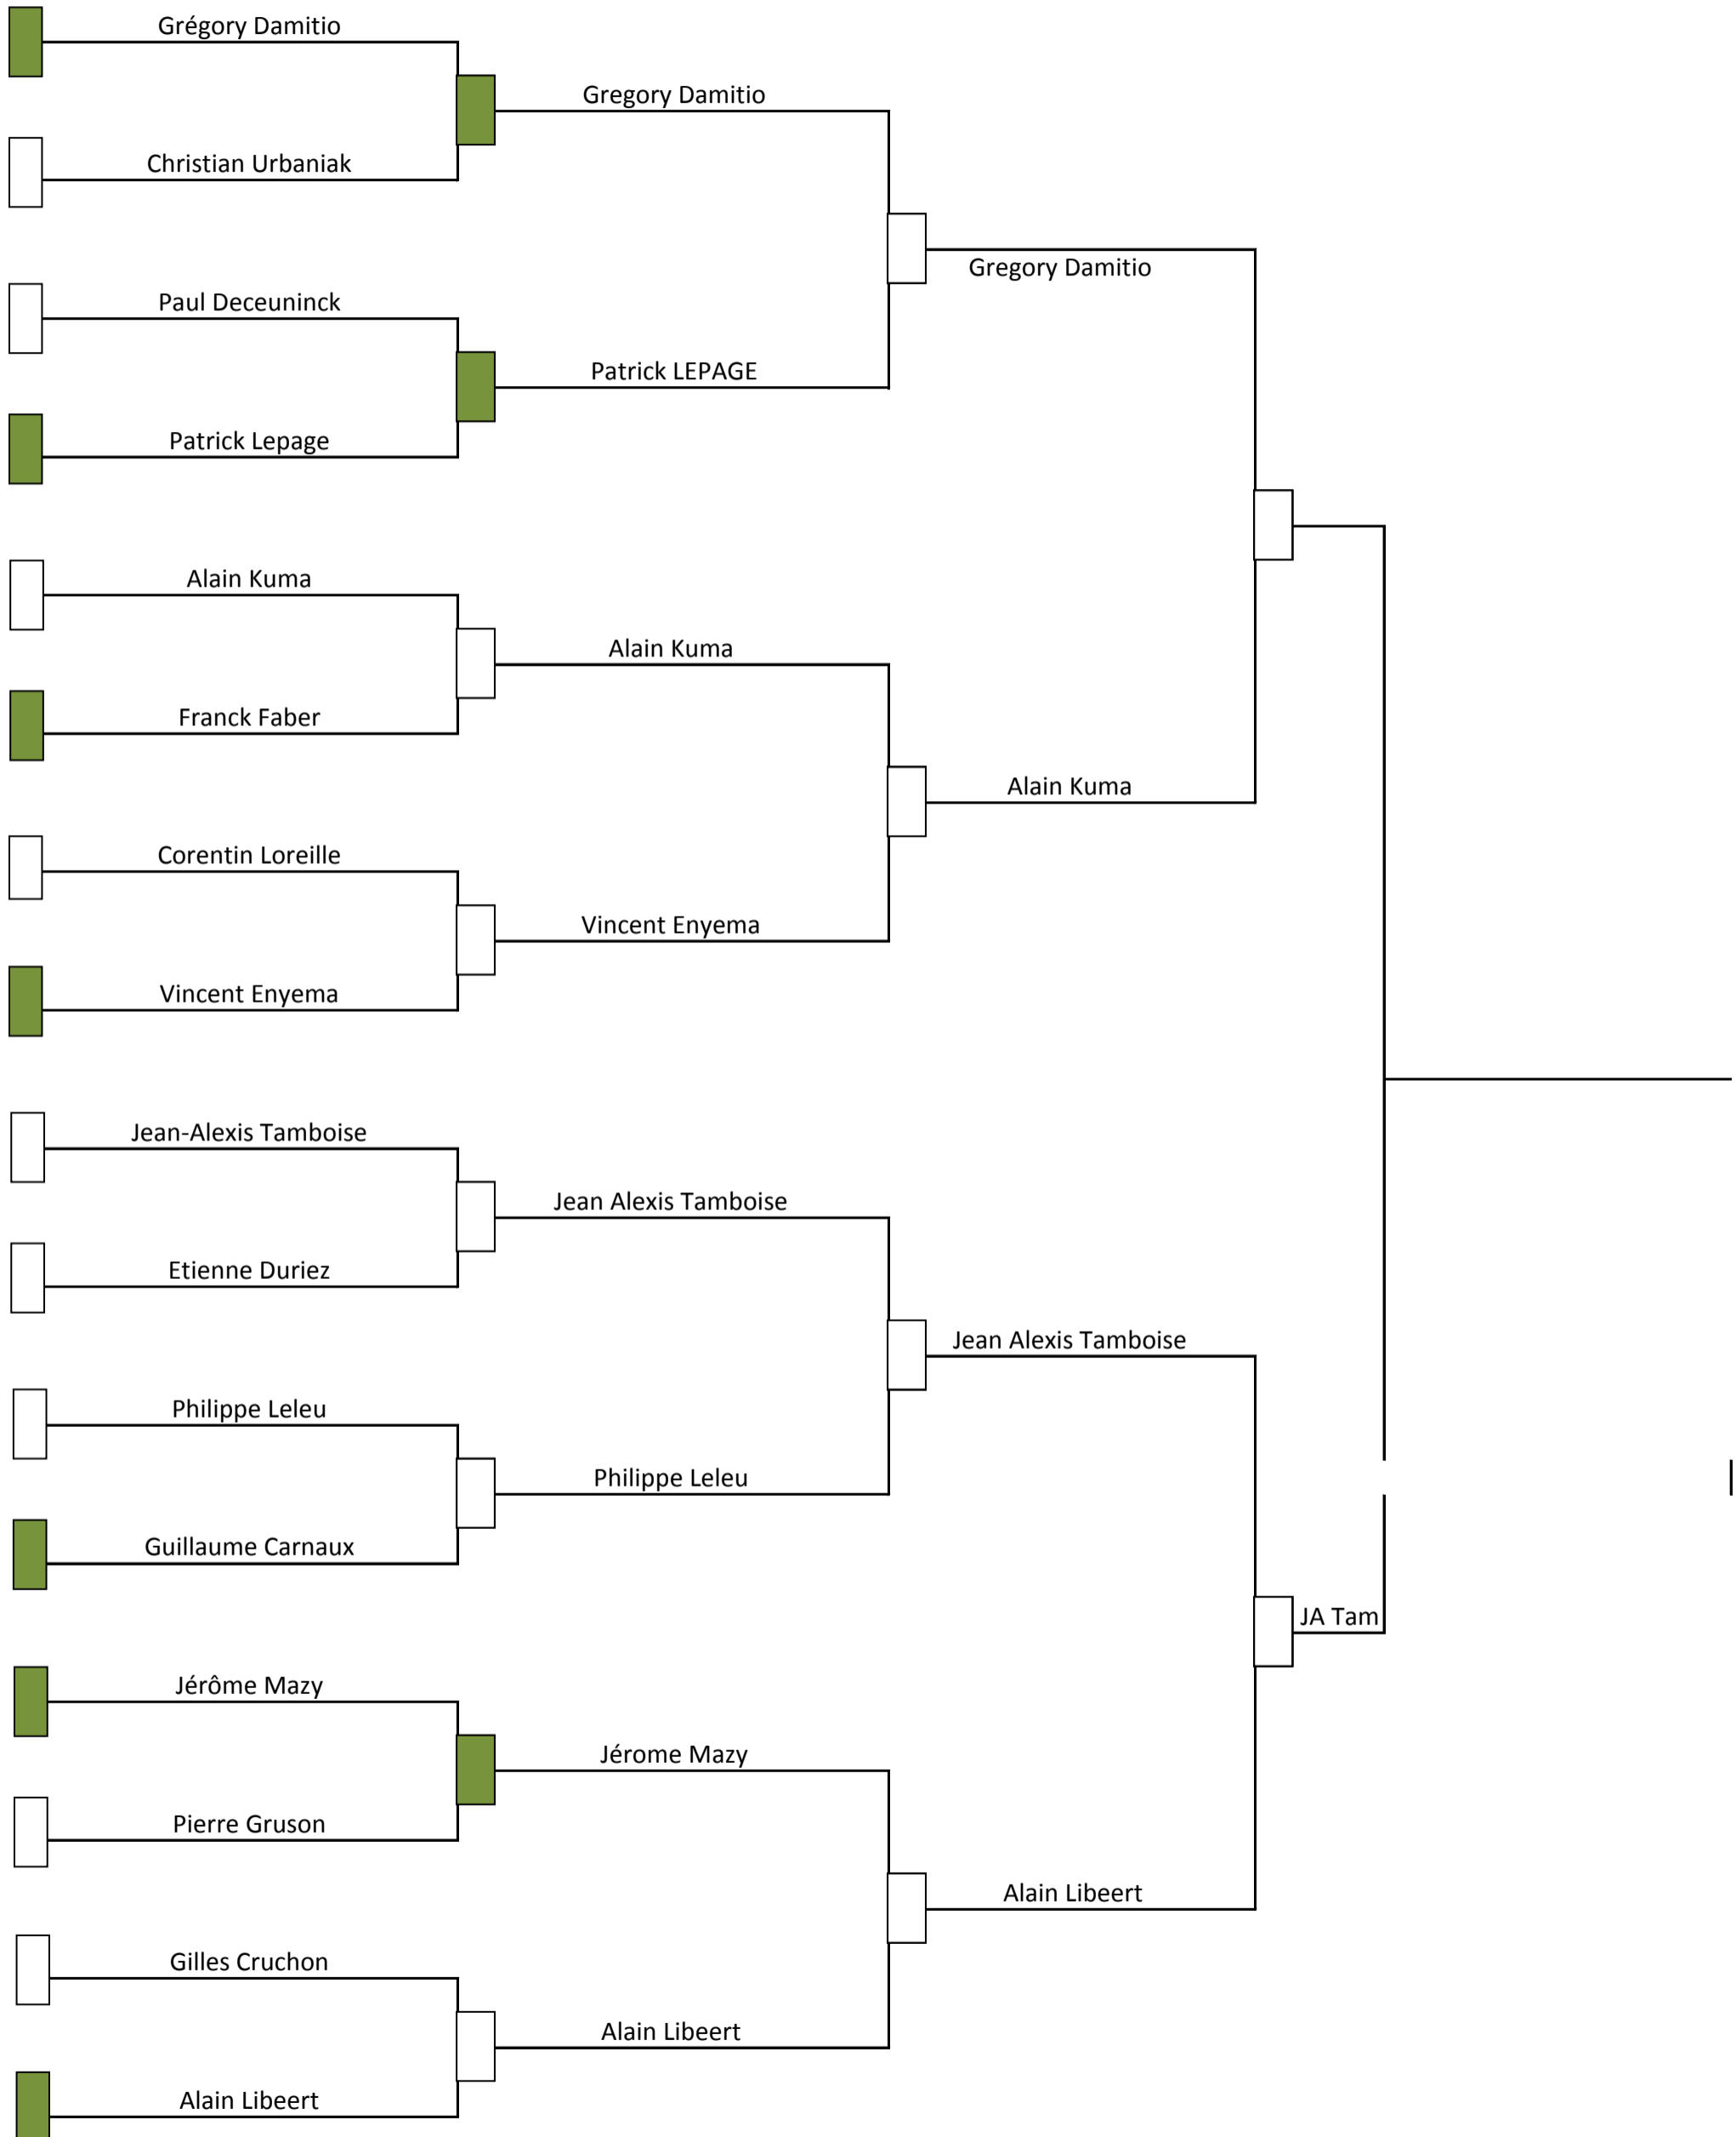 Grégory Damitio
Gregory Damitio
Christian Urbaniak
Gregory Damitio
Paul Deceuninck
Patrick LEPAGE
Patrick Lepage
Alain Kuma
Alain Kuma
Franck Faber
Alain Kuma
Corentin Loreille
Vincent Enyema
Vincent Enyema
Jean-Alexis Tamboise
Jean Alexis Tamboise
Etienne Duriez
Jean Alexis Tamboise
Philippe Leleu
Philippe Leleu
Guillaume Carnaux
JA Tam
Jérôme Mazy
Jérome Mazy
Pierre Gruson
Alain Libeert
Gilles Cruchon
Alain Libeert
Alain Libeert